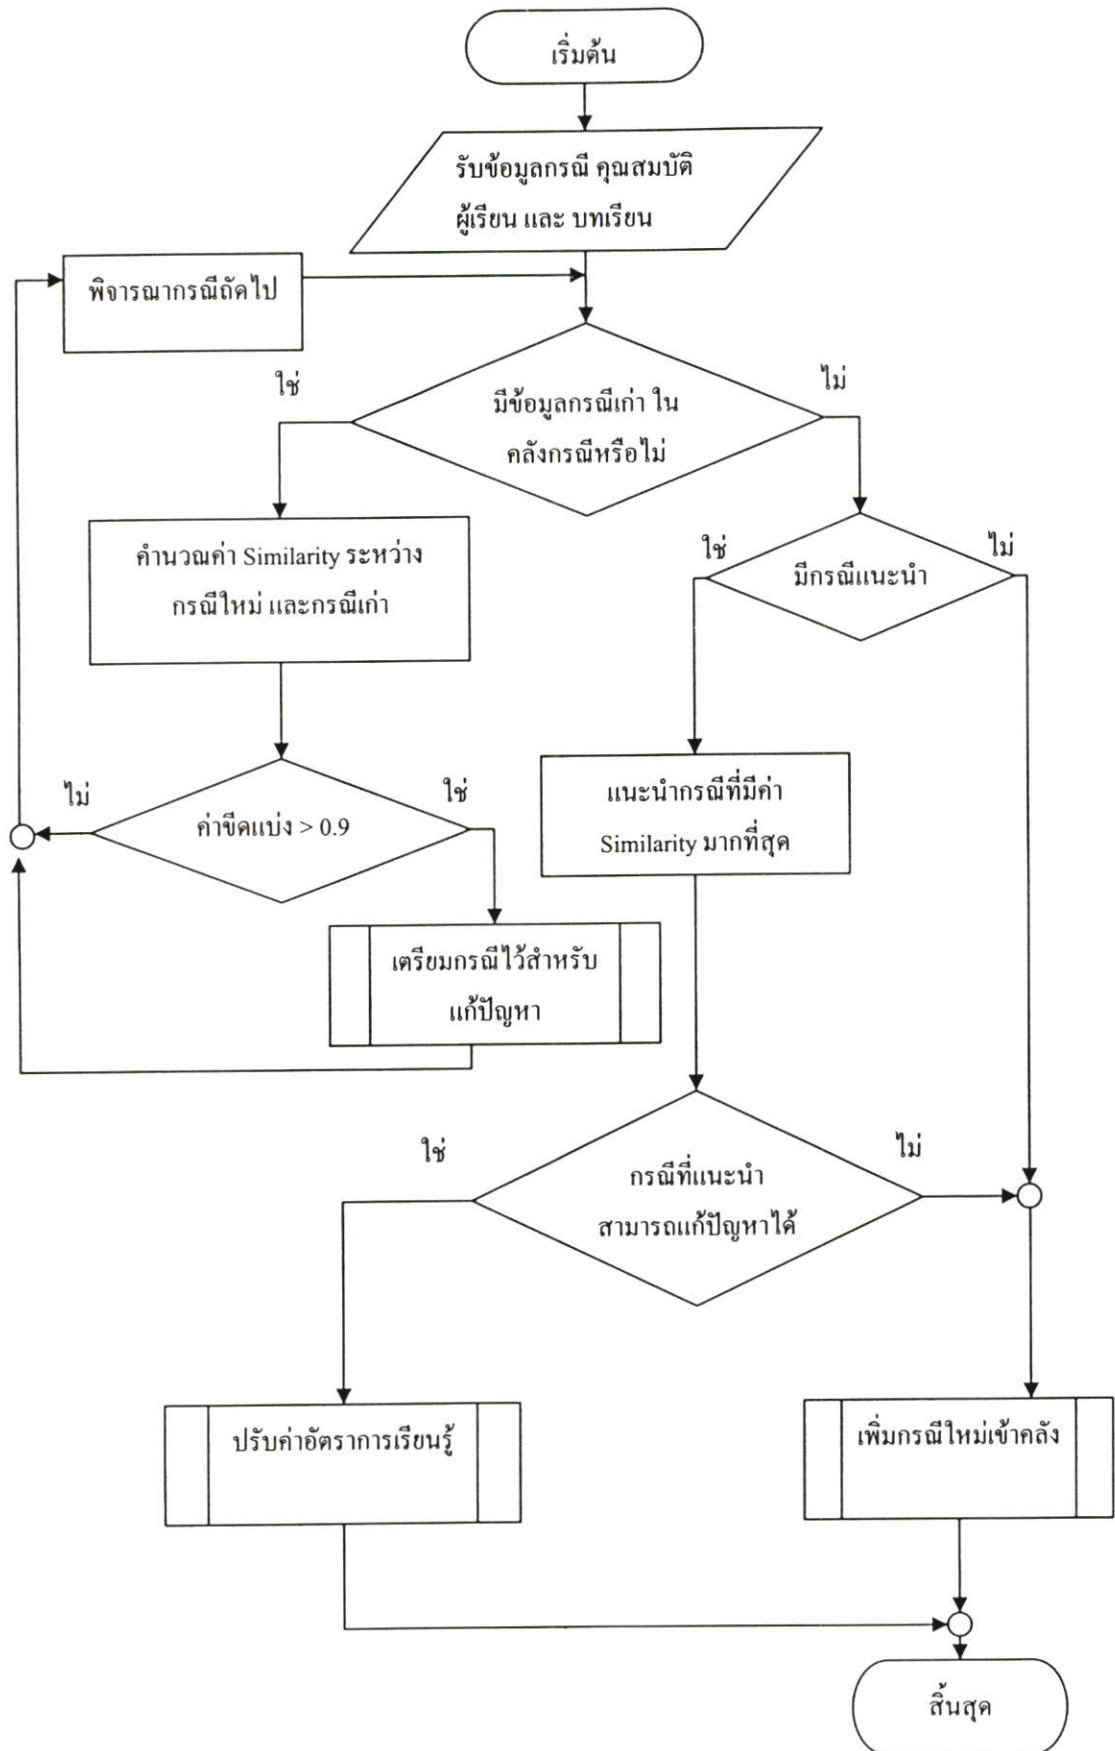 เริ่มต้น
รับข้อมูลกรณี คุณสมบัติ
ผู้เรียน และ บทเรียน
พิจารณากรณีถัดไป
ใช่
ไม่
มีข้อมูลกรณีเก่า ใน
คลังกรณีหรือไม่
คำนวณค่า Similarity ระหว่าง
กรณีใหม่ และกรณีเก่า
ใช่
ไม่
มีกรณีแนะนำ
ไม่
ใช่
ค่าขีดแบ่ง > 0.9
แนะนำกรณีที่มีค่า
Similarity มากที่สุด
เตรียมกรณีไว้สำหรับ
แก้ปัญหา
ใช่
ไม่
กรณีที่แนะนำ
สามารถแก้ปัญหาได้
ปรับค่าอัตราการเรียนรู้
เพิ่มกรณีใหม่เข้าคลัง
สิ้นสุด